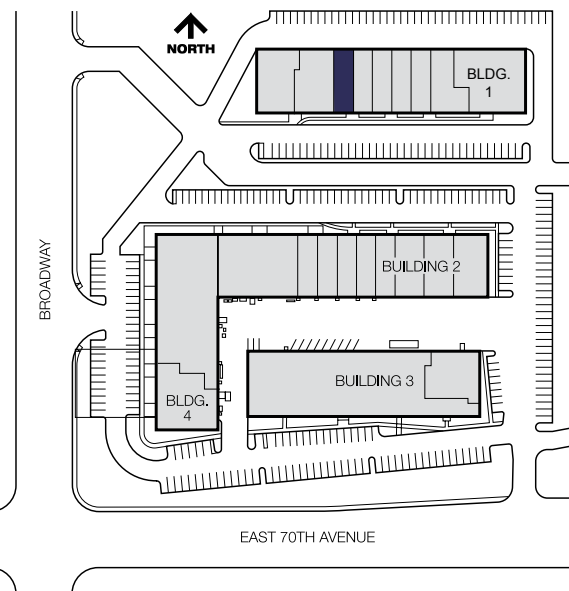 NORTH
BLDG.
1
BROADWAY
BUILDING 2
BUILDING 3
BLDG.
4
EAST 70TH AVENUE